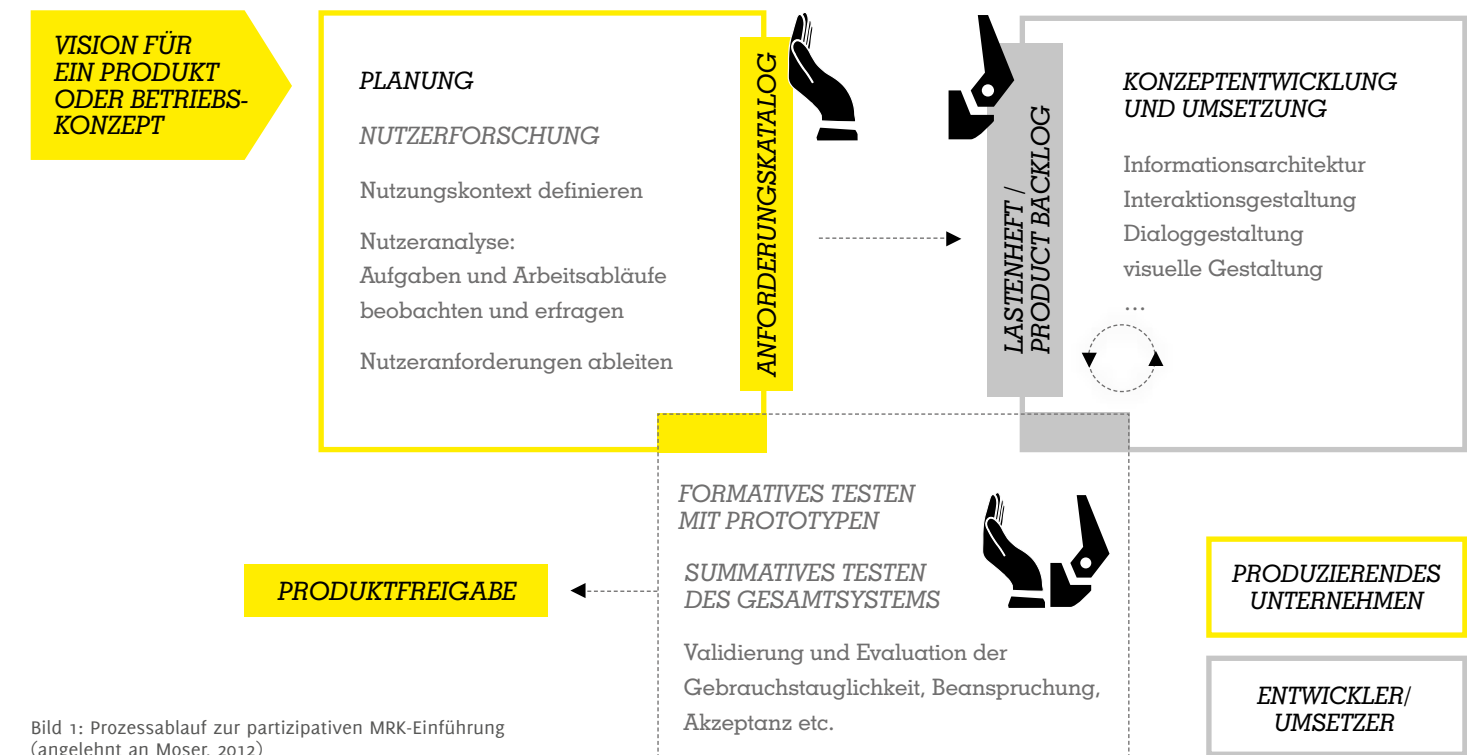 VISION FÜR
EIN PRODUKT
ODER BETRIEBS-
KONZEPT
PLANUNG
NUTZERFORSCHUNG
Nutzungskontext definieren
Nutzeranalyse:
Aufgaben und Arbeitsabläufe
beobachten und erfragen
Nutzeranforderungen ableiten
ANFORDERUNGSKATALOG
LASTENHEFT /
PRODUCT BACKLOG
KONZEPTENTWICKLUNG
UND UMSETZUNG
Informationsarchitektur
Interaktionsgestaltung
Dialoggestaltung
visuelle Gestaltung
...
FORMATIVES TESTEN
MIT PROTOTYPEN
SUMMATIVES TESTEN
DES GESAMTSYSTEMS
Validierung und Evaluation der
Gebrauchstauglichkeit, Beanspruchung,
Akzeptanz etc.
PRODUKTFREIGABE
PRODUZIERENDES
UNTERNEHMEN
ENTWICKLER/
UMSETZER
Bild 1: Prozessablauf zur partizipativen MRK-Einführung
(angelehnt an Moser, 2012)